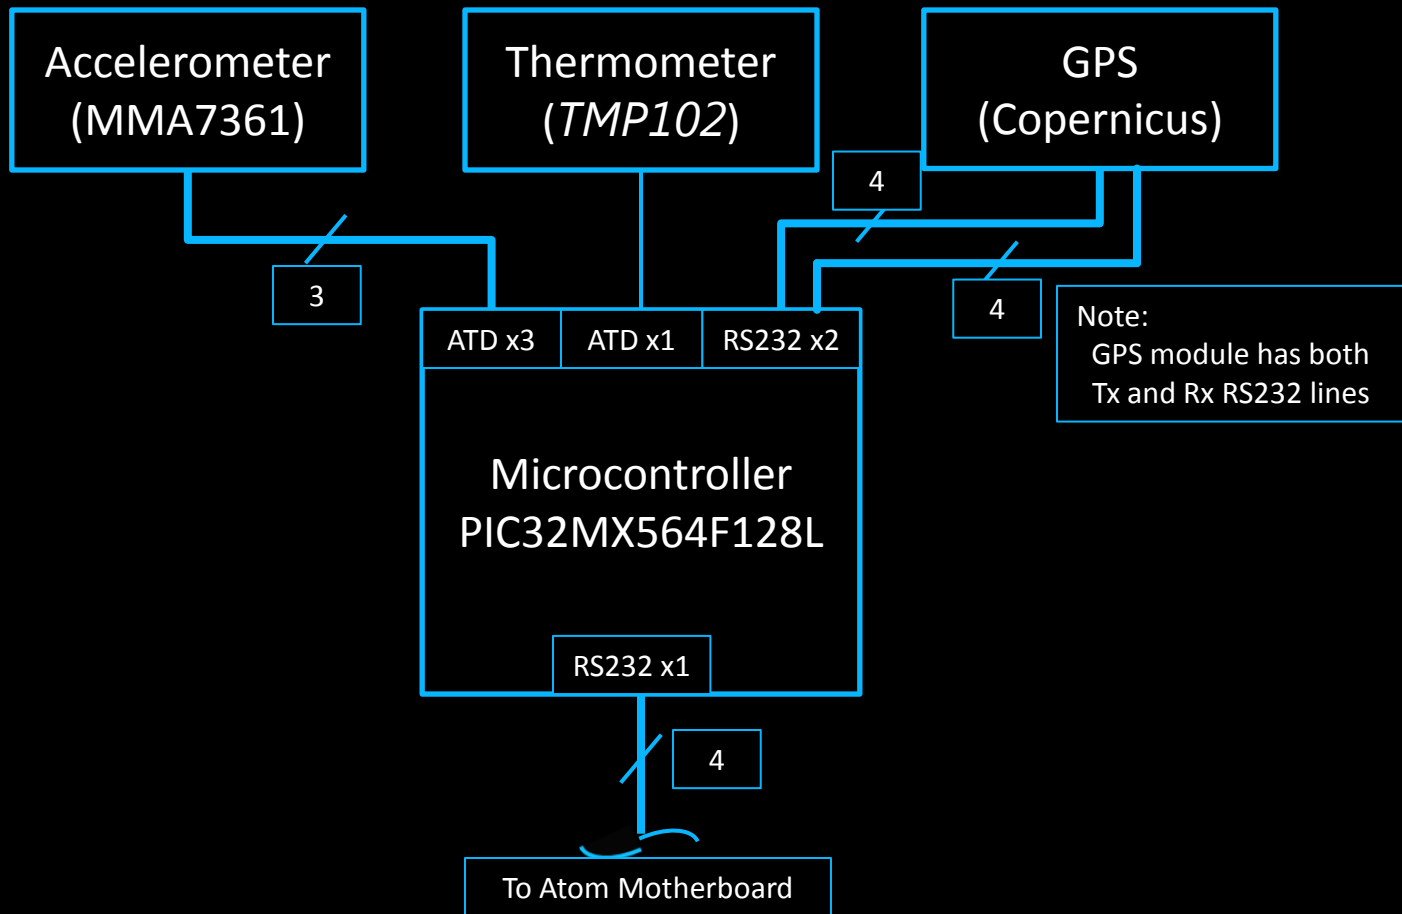 Accelerometer
(MMA7361)
Thermometer
(TMP102)
GPS
(Copernicus)
4
3
4
Note:
GPS module has both
Tx and Rx RS232 lines
ATD x3
ATD x1
RS232 x2
Microcontroller
PIC32MX564F128L
RS232 x1
4
To Atom Motherboard